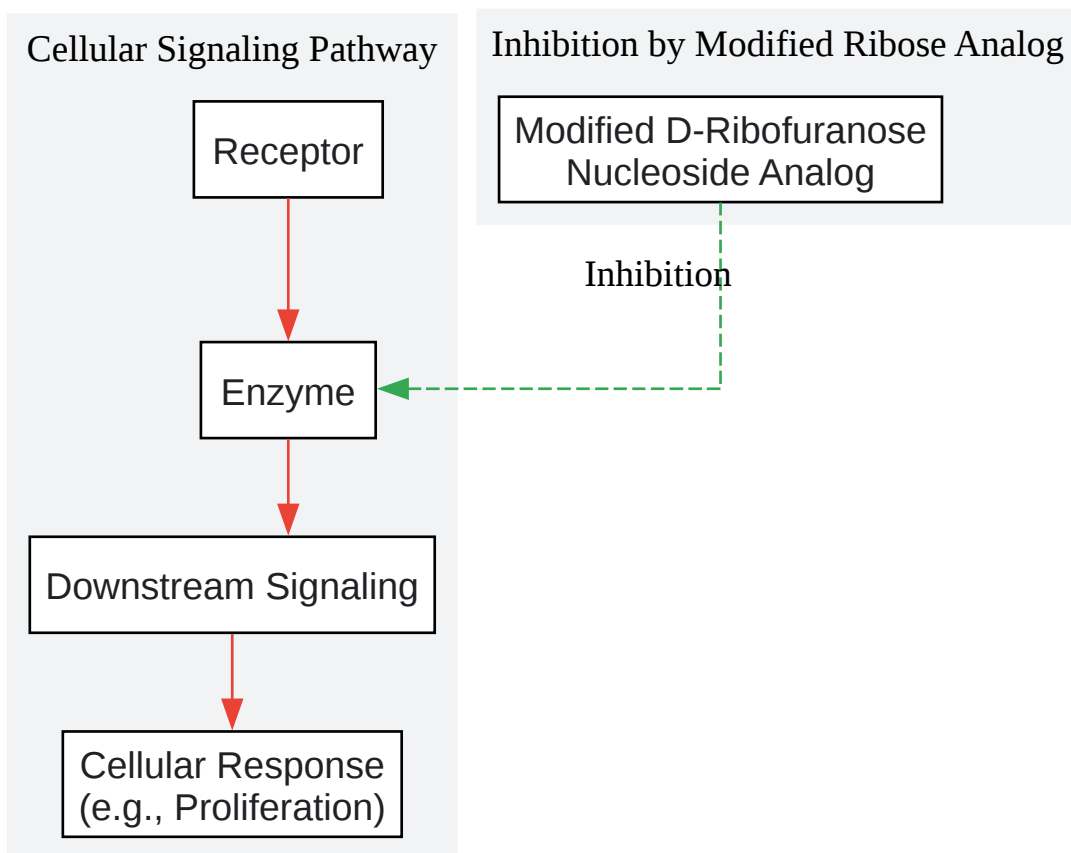 Cellular Signaling Pathway
Receptor
Enzyme
Downstream Signaling
Cellular Response
(e.g., Proliferation)
Inhibition by Modified Ribose Analog
Modified D-Ribofuranose
Nucleoside Analog
Inhibition